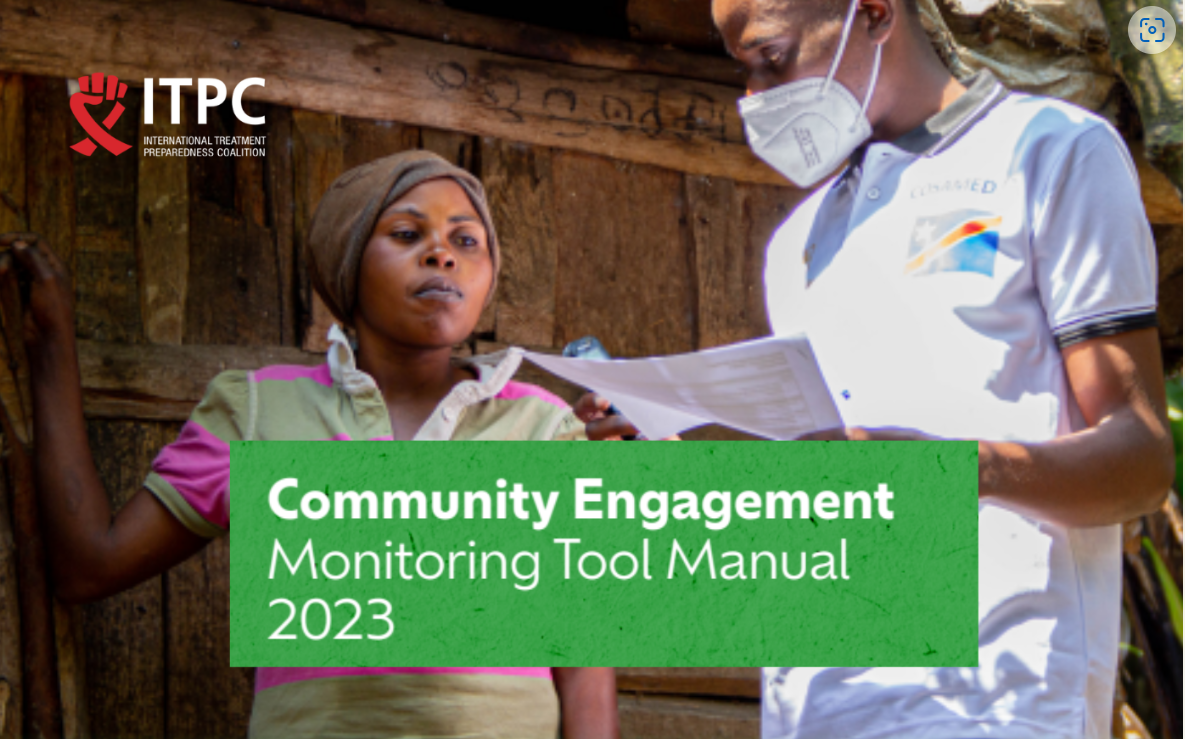 ITPC
INTERNATIONAL TREATMENT
PREPAREDNESS COALITION
Community Engagement
Monitoring Tool Manual
2023